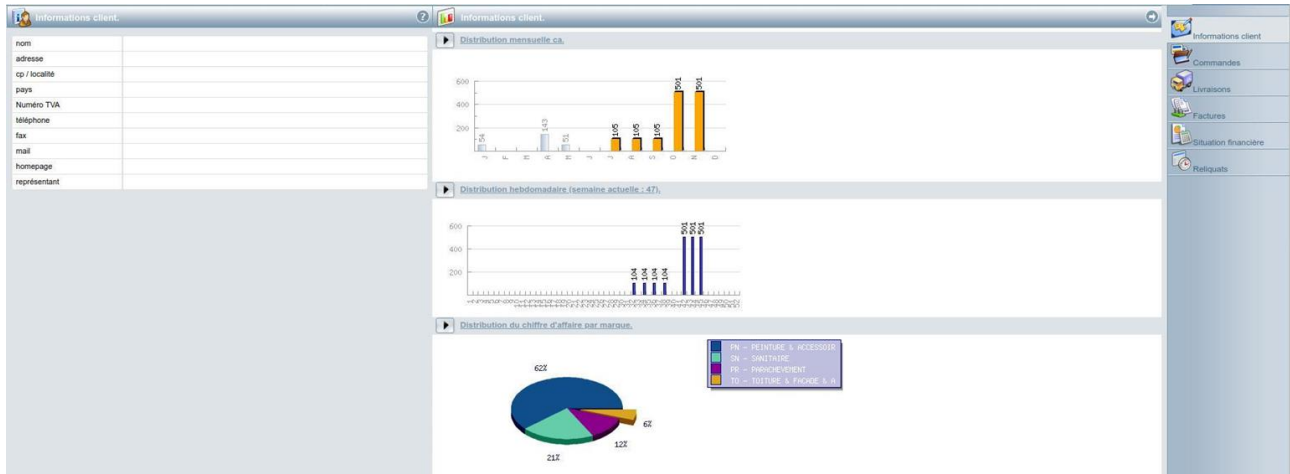 Informations client.
nom
adresse
cp / localité
pays
Numéro TVA
téléphone
fax
mail
homepage
représentant
Informations client.
Distribution mensuelle ca.
600
400
200
54 143 51 105 105 105 501 501
J F M A M J J A S O N D
Distribution hebdomadaire (semaine actuelle : 47).
600
400
200
104 104 104 104 501 501 501
Distribution du chiffre d'affaire par marque.
PN - PEINTURE & ACCESSOIR
SN - SANITAIRE
PR - PARACHEVEMENT
TO - TOITURE & FACADE & A
62%
6%
12%
21%
Informations client
Commandes
Livraisons
Factures
Situation financière
Reliquats